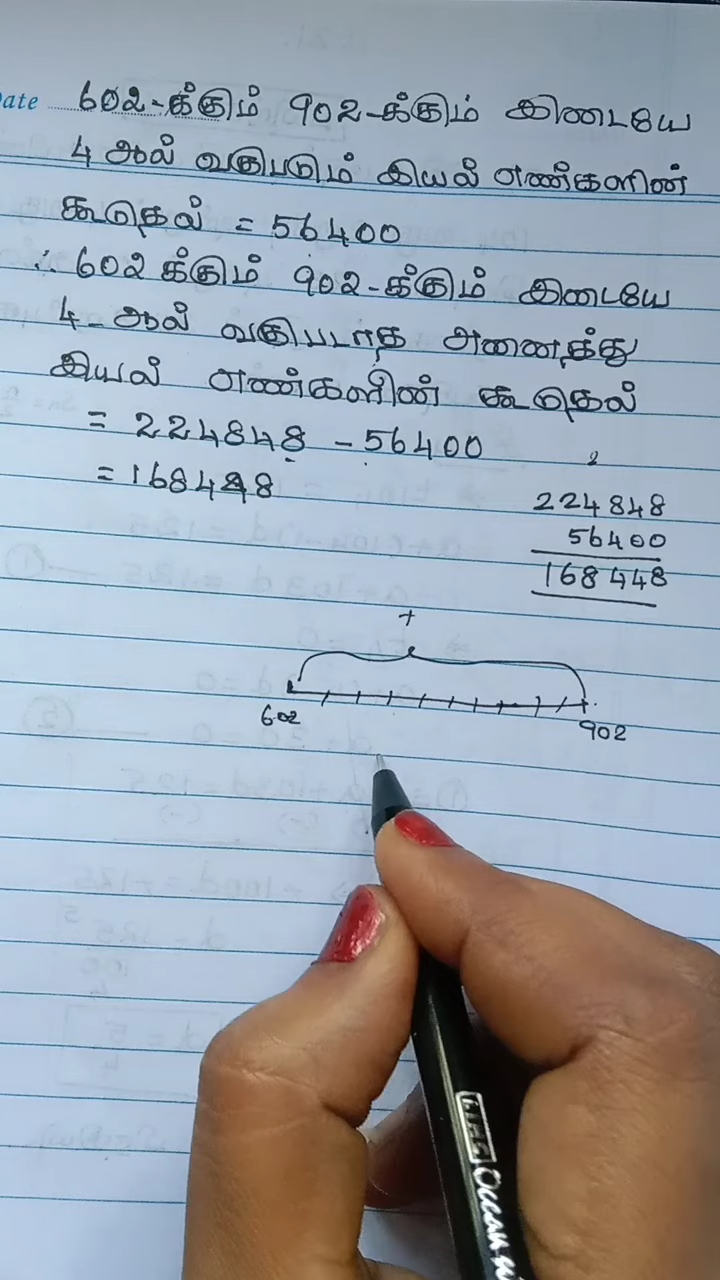 Date 602-க்கும் 902-க்கும் இடையே
4 ஆல் வகுபடும் இயல் எண்களின்
கூடுதல் = 56400
∴ 602 க்கும் 902-க்கும் இடையே
4-ஆல் வகுபடாத அனைத்து
இயல் எண்களின் கூடுதல்
= 224848 - 56400
= 168448
2
224848
56400
168448
+
602
902